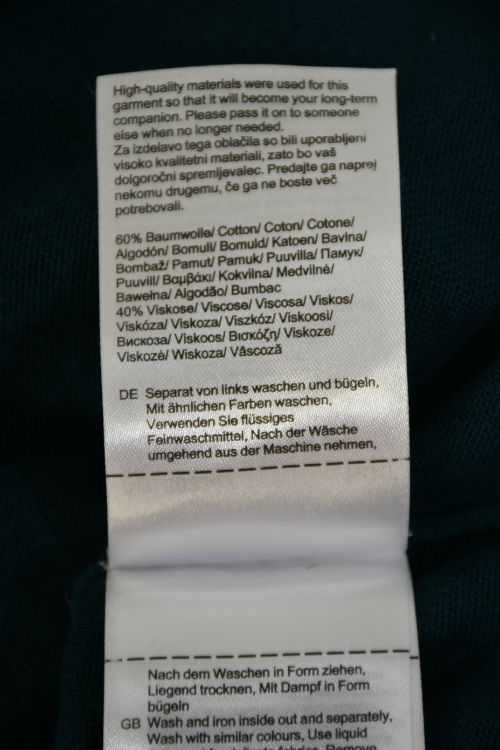 High-quality materials were used for this
garment so that it will become your long-term
companion. Please pass it on to someone
else when no longer needed.
Za izdelavo tega oblačila so bili uporabljeni
visoko kvalitetni materiali, zato bo vaš
dolgoročni spremljevalec. Predajte ga naprej
nekomu drugemu, če ga ne boste več
potrebovali.
60% Baumwolle/ Cotton/ Coton/ Cotone/
Algodón/ Bomull/ Bomuld/ Katoen/ Bavlna/
Bombaž/ Pamut/ Pamuk/ Puuvilla/ Памук/
Puuvill/ Βαμβάκι/ Kokvilna/ Medvilnė/
Bawełna/ Algodão/ Bumbac
40% Viskose/ Viscose/ Viscosa/ Viskos/
Viskóza/ Viskoza/ Viszkóz/ Viskoosi/
Вискоза/ Viskoos/ Βισκόζη/ Viskoze/
Viskozė/ Wiskoza/ Vâscoză
DE Separat von links waschen und bügeln,
Mit ähnlichen Farben waschen,
Verwenden Sie flüssiges
Feinwaschmittel, Nach der Wäsche
umgehend aus der Maschine nehmen,
Nach dem Waschen in Form ziehen,
Liegend trocknen, Mit Dampf in Form
bügeln
GB Wash and iron inside out and separately,
Wash with similar colours, Use liquid